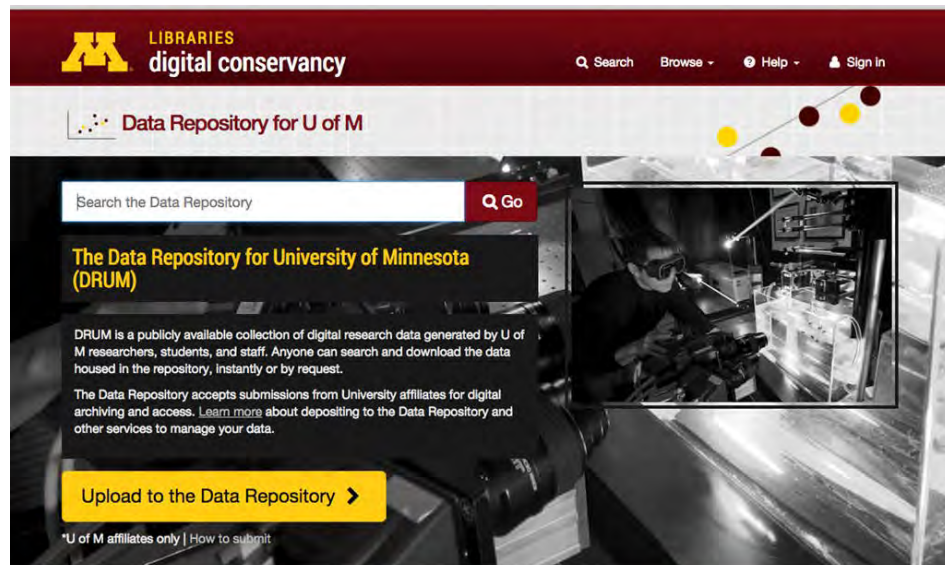 M
LIBRARIES
digital conservancy
Search Browse Help Sign in
Data Repository for U of M
Search the Data Repository
Go
The Data Repository for University of Minnesota
(DRUM)
DRUM is a publicly available collection of digital research data generated by U of
M researchers, students, and staff. Anyone can search and download the data
housed in the repository, instantly or by request.
The Data Repository accepts submissions from University affiliates for digital
archiving and access. Learn more about depositing to the Data Repository and
other services to manage your data.
Upload to the Data Repository
*U of M affiliates only | How to submit